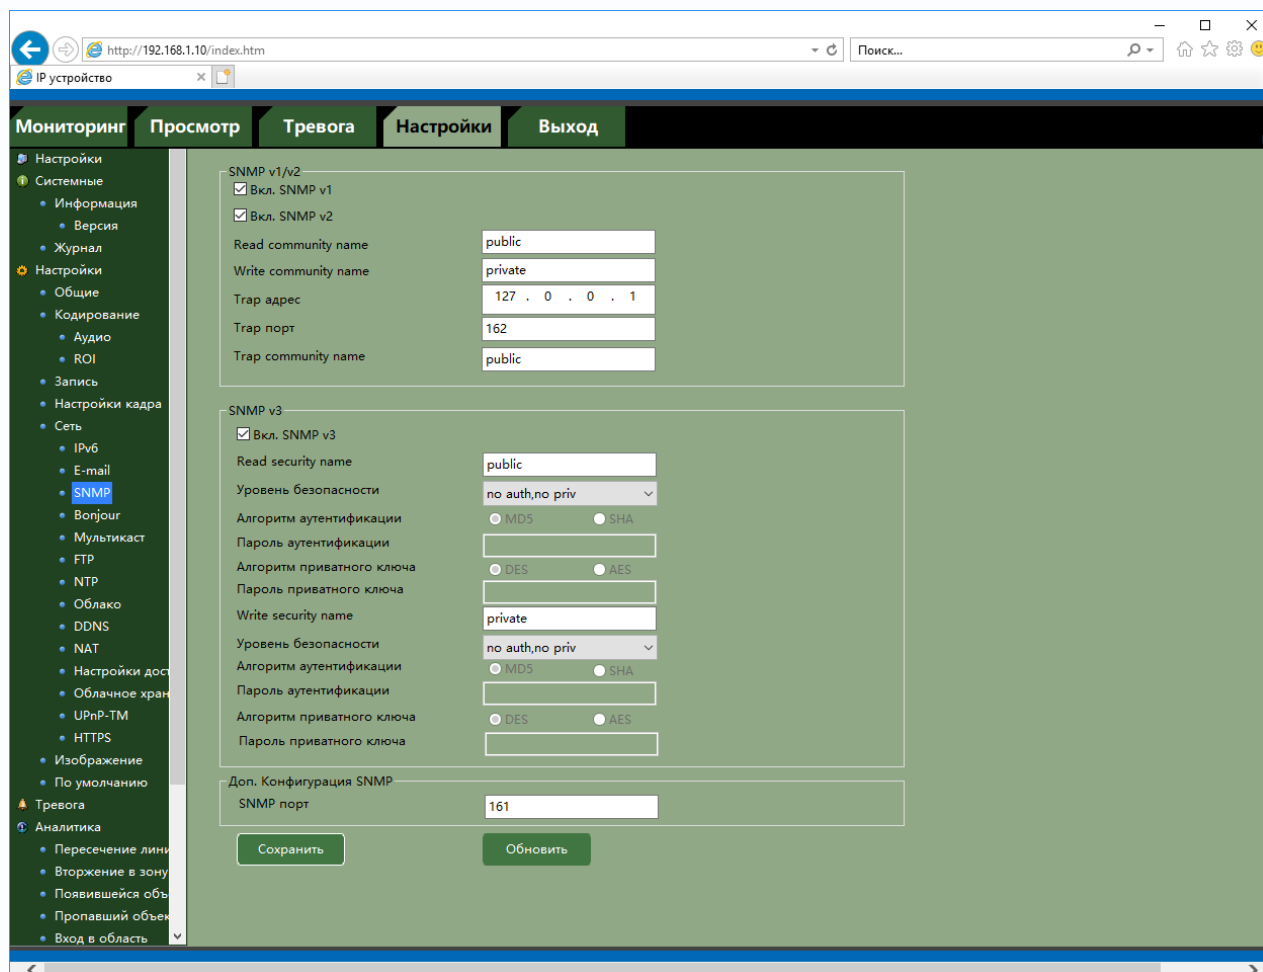 http://192.168.1.10/index.htm
Поиск...
IP устройство
Мониторинг Просмотр Тревога Настройки Выход
Настройки
Системные
Информация
Версия
Журнал
Настройки
Общие
Кодирование
Аудио
ROI
Запись
Настройки кадра
Сеть
IPv6
E-mail
SNMP
Bonjour
Мультикаст
FTP
NTP
Облако
DDNS
NAT
Настройки дост
Облачное хран
UPnP-TM
HTTPS
Изображение
По умолчанию
Тревога
Аналитика
Пересечение лини
Вторжение в зону
Появившейся объ
Пропавший объек
Вход в область
SNMP v1/v2
Вкл. SNMP v1
Вкл. SNMP v2
Read community name public
Write community name private
Trap адрес 127 . 0 . 0 . 1
Trap порт 162
Trap community name public
SNMP v3
Вкл. SNMP v3
Read security name public
Уровень безопасности no auth,no priv
Алгоритм аутентификации MD5 SHA
Пароль аутентификации
Алгоритм приватного ключа DES AES
Пароль приватного ключа
Write security name private
Уровень безопасности no auth,no priv
Алгоритм аутентификации MD5 SHA
Пароль аутентификации
Алгоритм приватного ключа DES AES
Пароль приватного ключа
Доп. Конфигурация SNMP
SNMP порт 161
Сохранить Обновить